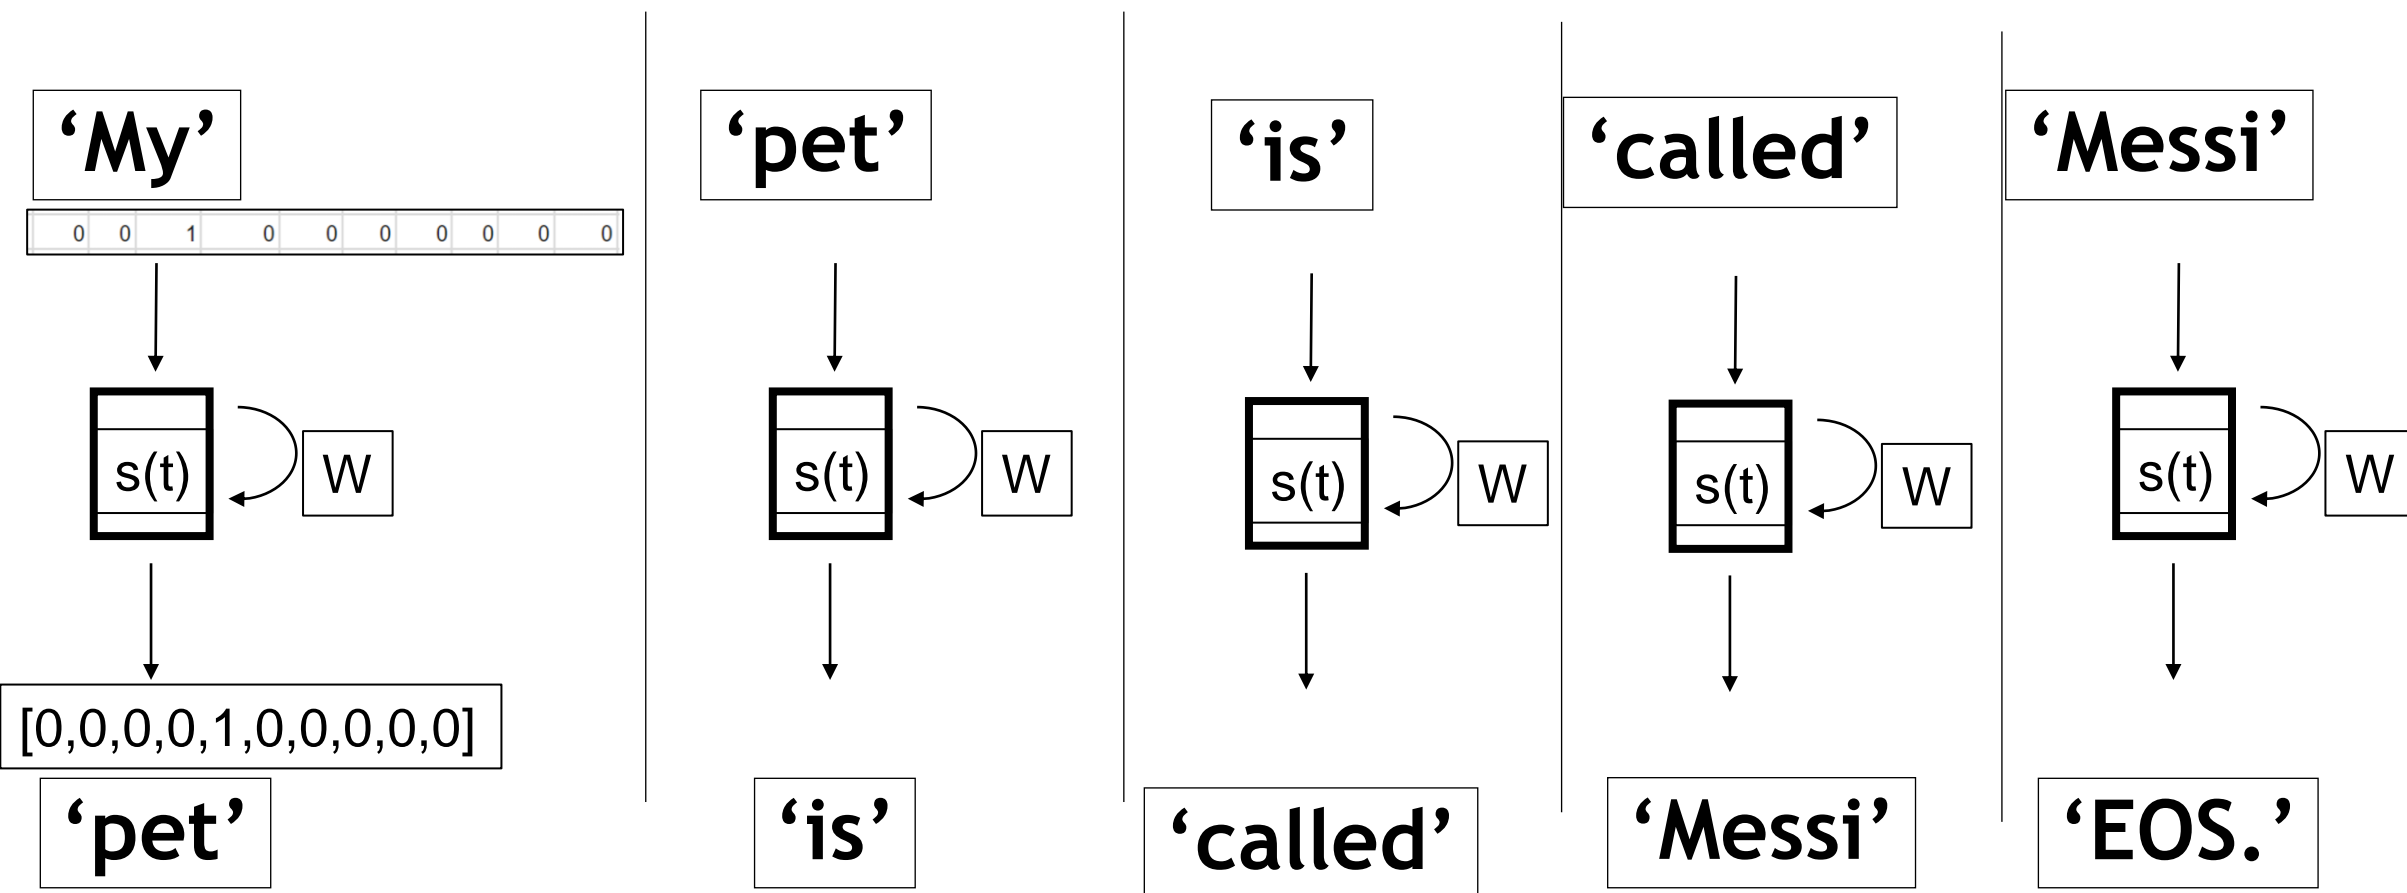 ‘My’
0 0 1 0 0 0 0 0 0 0
s(t)
W
[0,0,0,0,1,0,0,0,0,0]
‘pet’
‘pet’
s(t)
W
‘is’
‘is’
s(t)
W
‘called’
‘called’
s(t)
W
‘Messi’
‘Messi’
s(t)
W
‘EOS.’